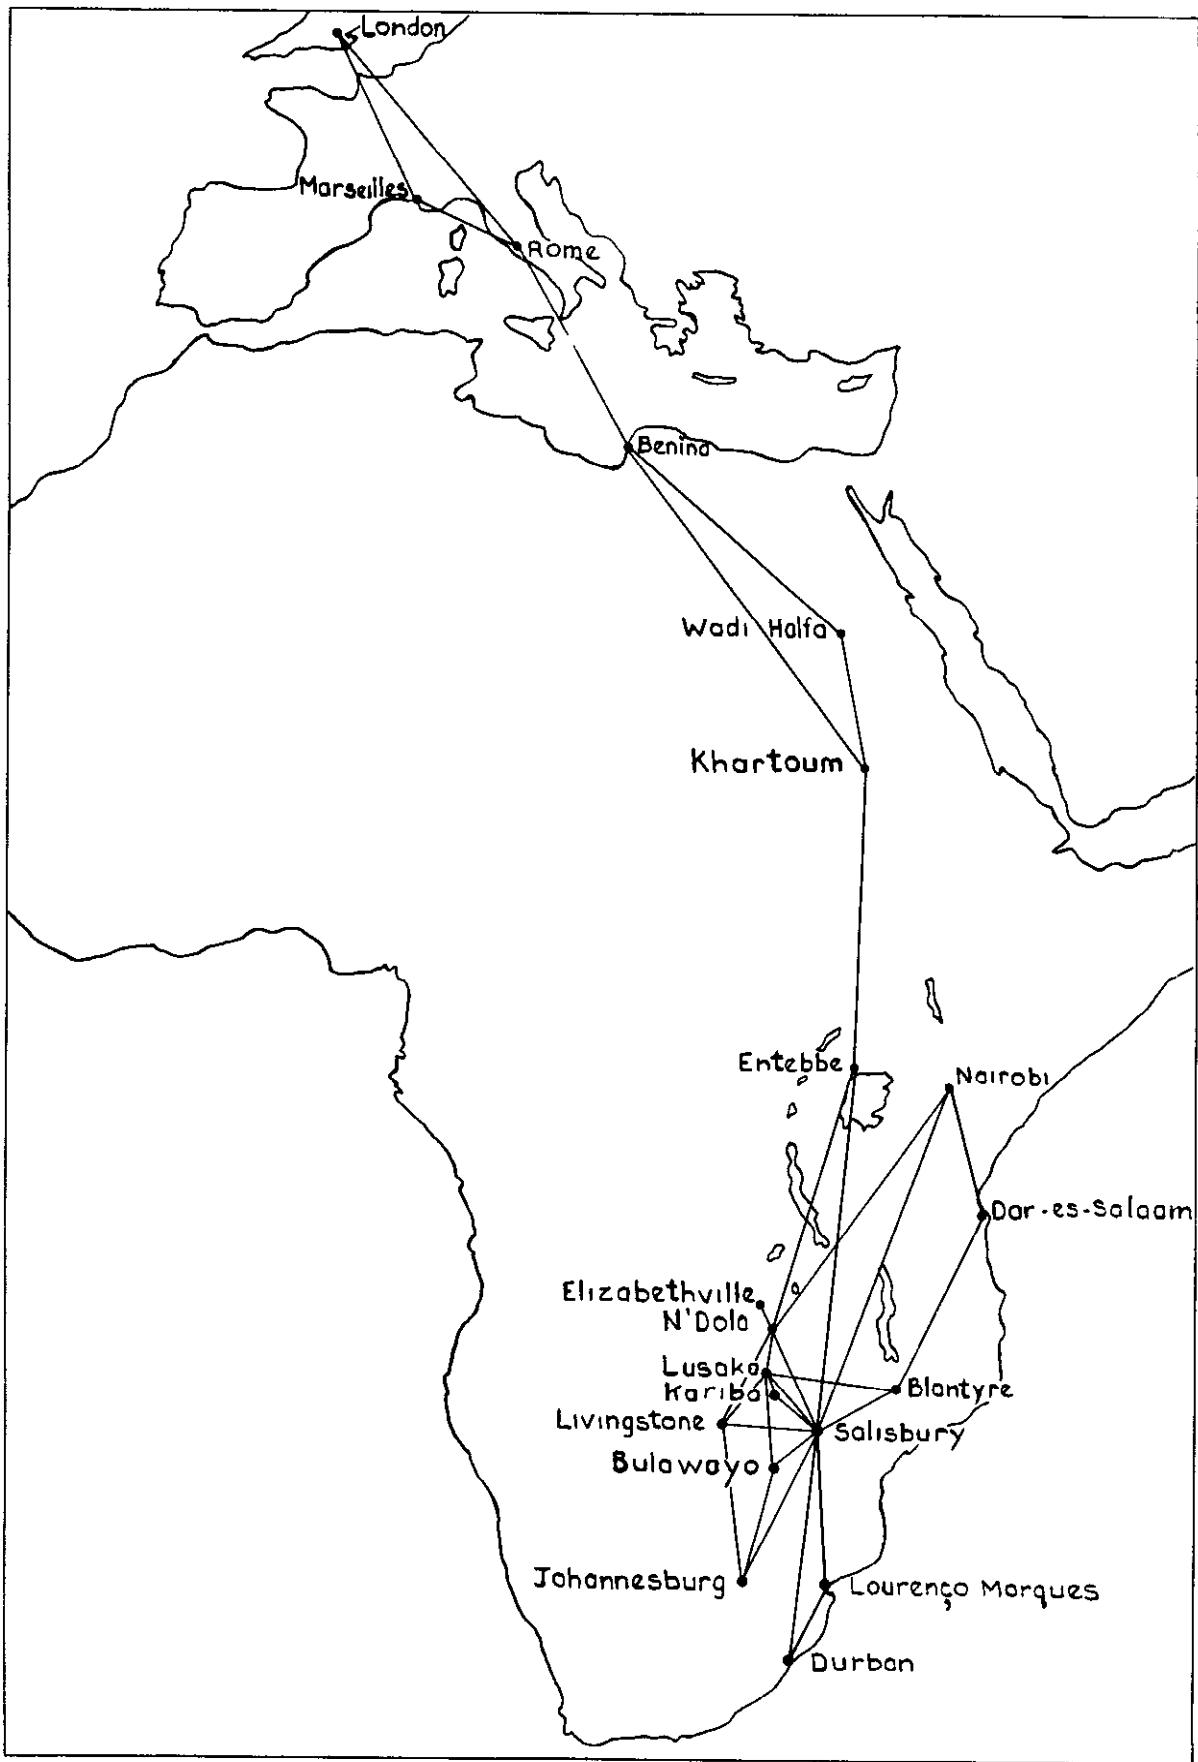 London
Marseilles
Rome
Benina
Wadi Halfa
Khartoum
Entebbe
Nairobi
Dar-es-Salaam
Elizabethville
N'Dola
Lusaka
Kariba
Blantyre
Livingstone
Salisbury
Bulawayo
Johannesburg
Lourenço Marques
Durban